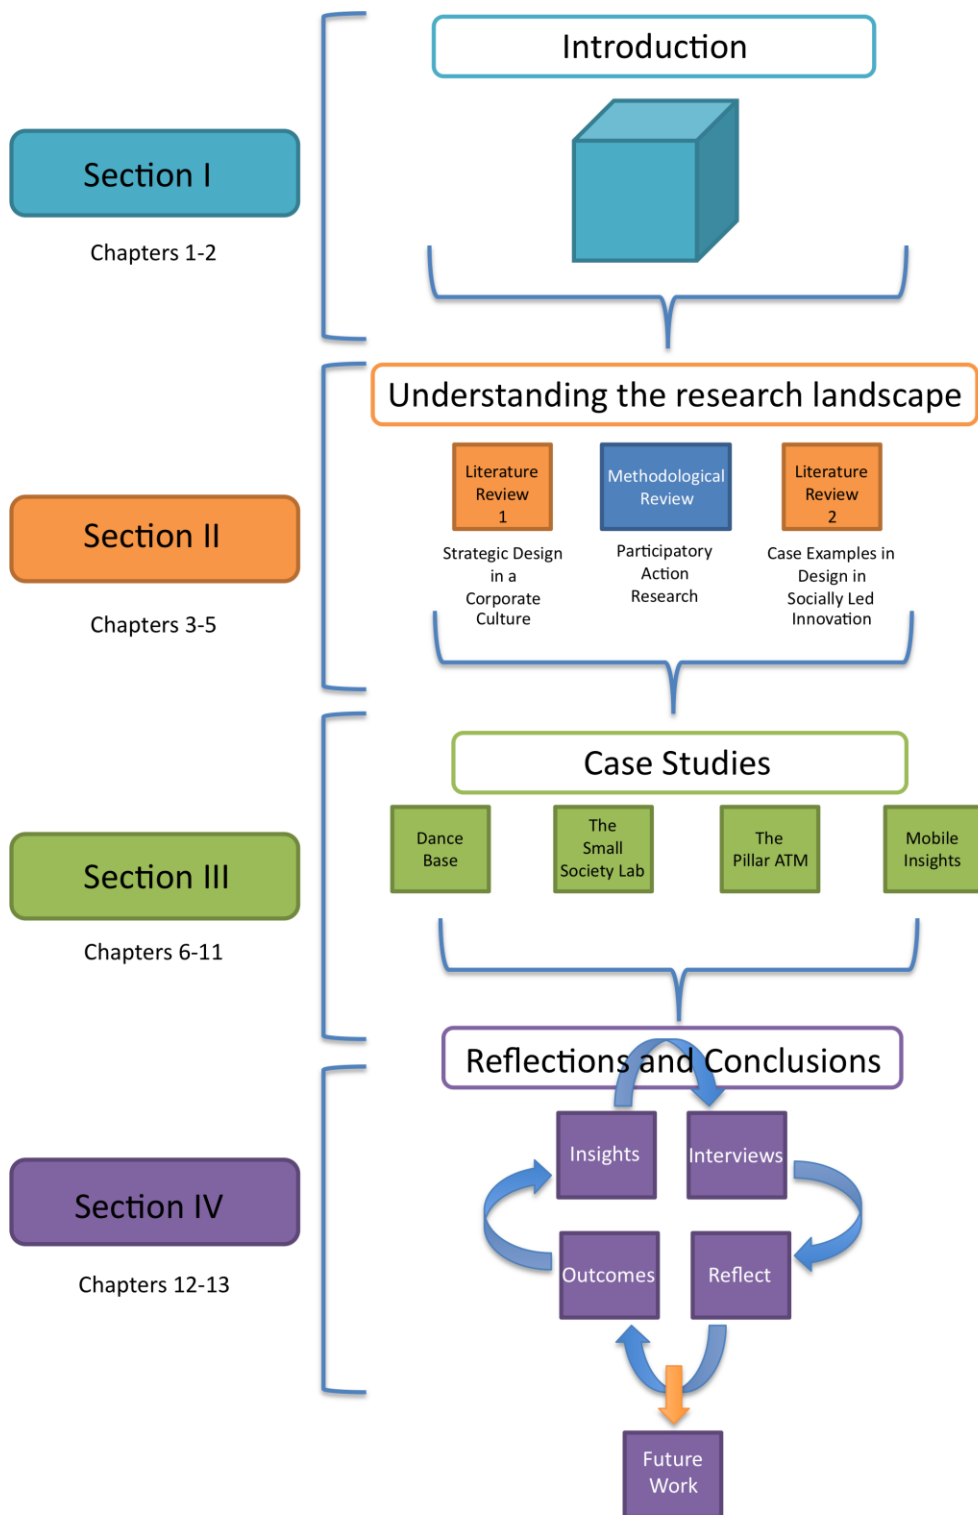 Introduction
Section I
Chapters 1-2
Understanding the research landscape
Literature
Review
1
Methodological
Review
Literature
Review
2
Strategic Design
in a
Corporate
Culture
Participatory
Action
Research
Case Examples in
Design in
Socially Led
Innovation
Section II
Chapters 3-5
Case Studies
Dance
Base
The
Small
Society Lab
The
Pillar ATM
Mobile
Insights
Section III
Chapters 6-11
Reflections and Conclusions
Insights
Interviews
Outcomes
Reflect
Section IV
Chapters 12-13
Future
Work